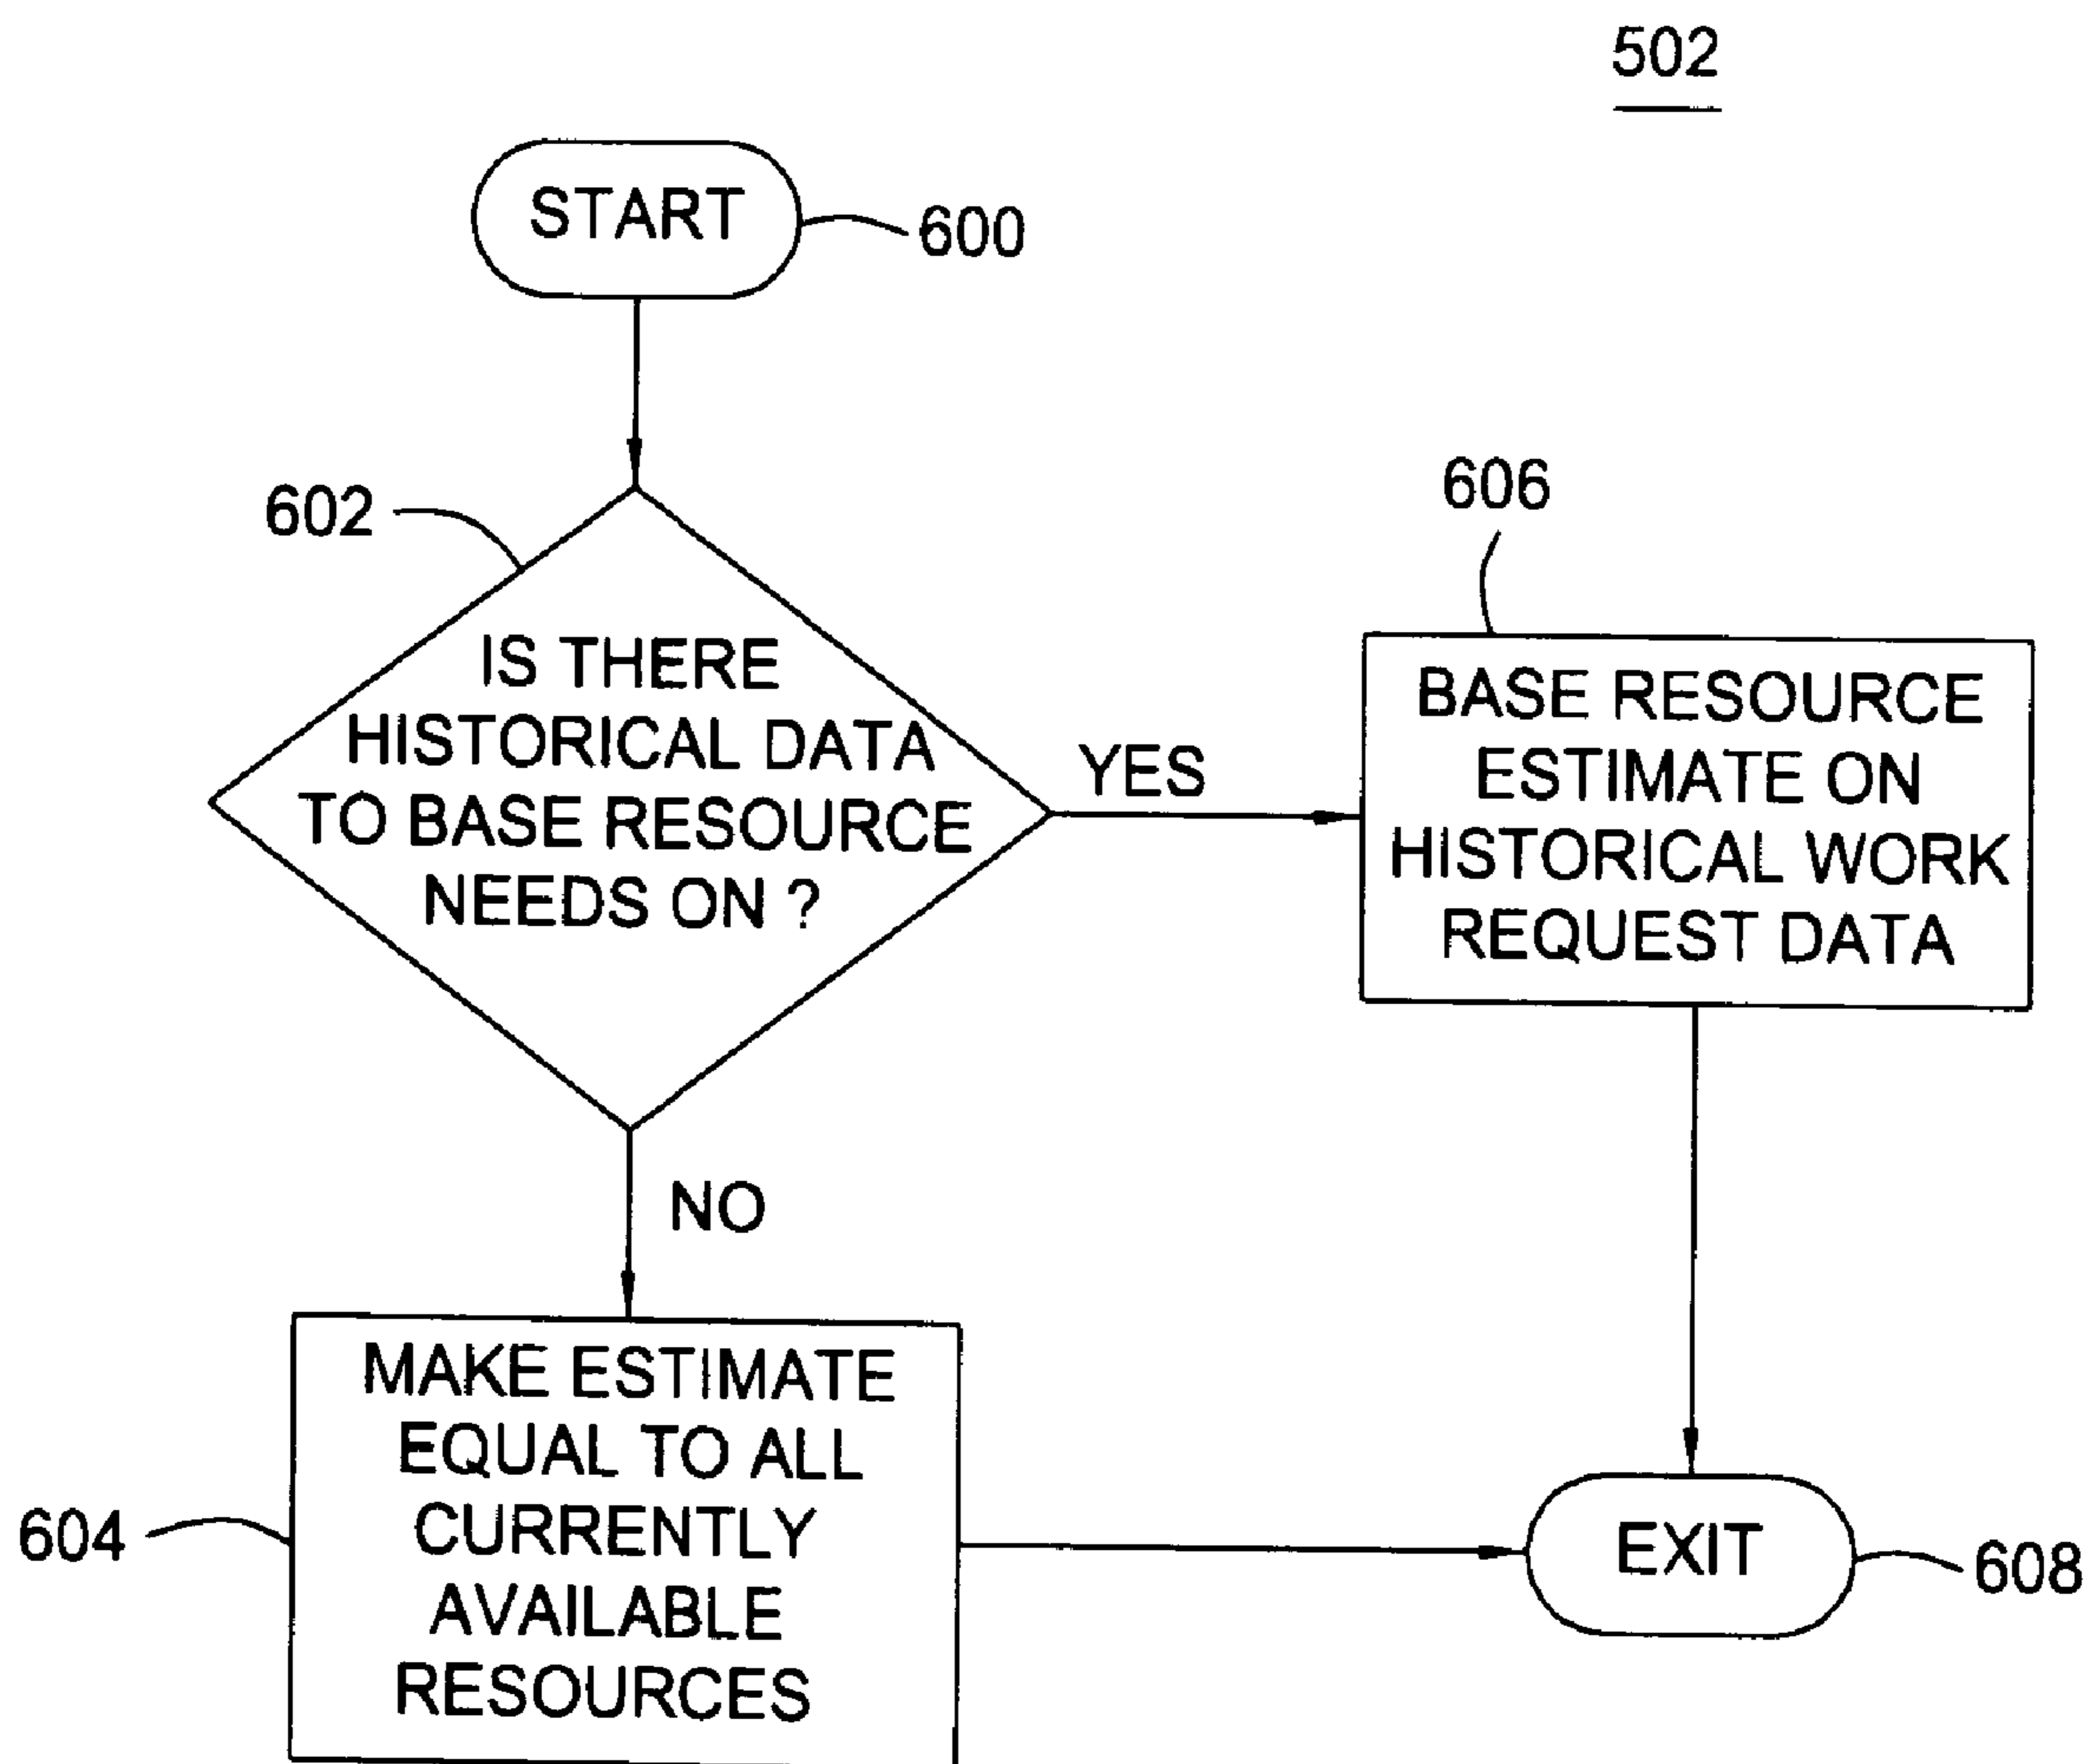 502
START
600
602
IS THERE
HISTORICAL DATA
TO BASE RESOURCE
NEEDS ON ?
YES
606
BASE RESOURCE
ESTIMATE ON
HISTORICAL WORK
REQUEST DATA
NO
604
MAKE ESTIMATE
EQUAL TO ALL
CURRENTLY
AVAILABLE
RESOURCES
EXIT
608